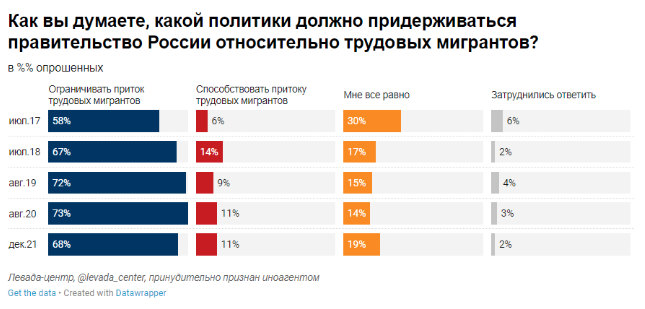 Как вы думаете, какой политики должно придерживаться
правительство России относительно трудовых мигрантов?
в %% опрошенных
Ограничивать приток
трудовых мигрантов
Способствовать притоку
трудовых мигрантов
Мне все равно
Затруднились ответить
июл.17 58% 6% 30% 6%
июл.18 67% 14% 17% 2%
авг.19 72% 9% 15% 4%
авг.20 73% 11% 14% 3%
дек.21 68% 11% 19% 2%
Левада-центр, @levada_center, принудительно признан иноагентом
Get the data • Created with Datawrapper